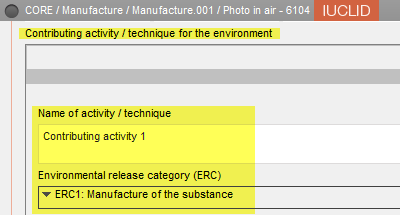 CORE / Manufacture / Manufacture.001 / Photo in air - 6104 IUCLID
Contributing activity / technique for the environment
Name of activity / technique
Contributing activity 1
Environmental release category (ERC)
ERC1: Manufacture of the substance